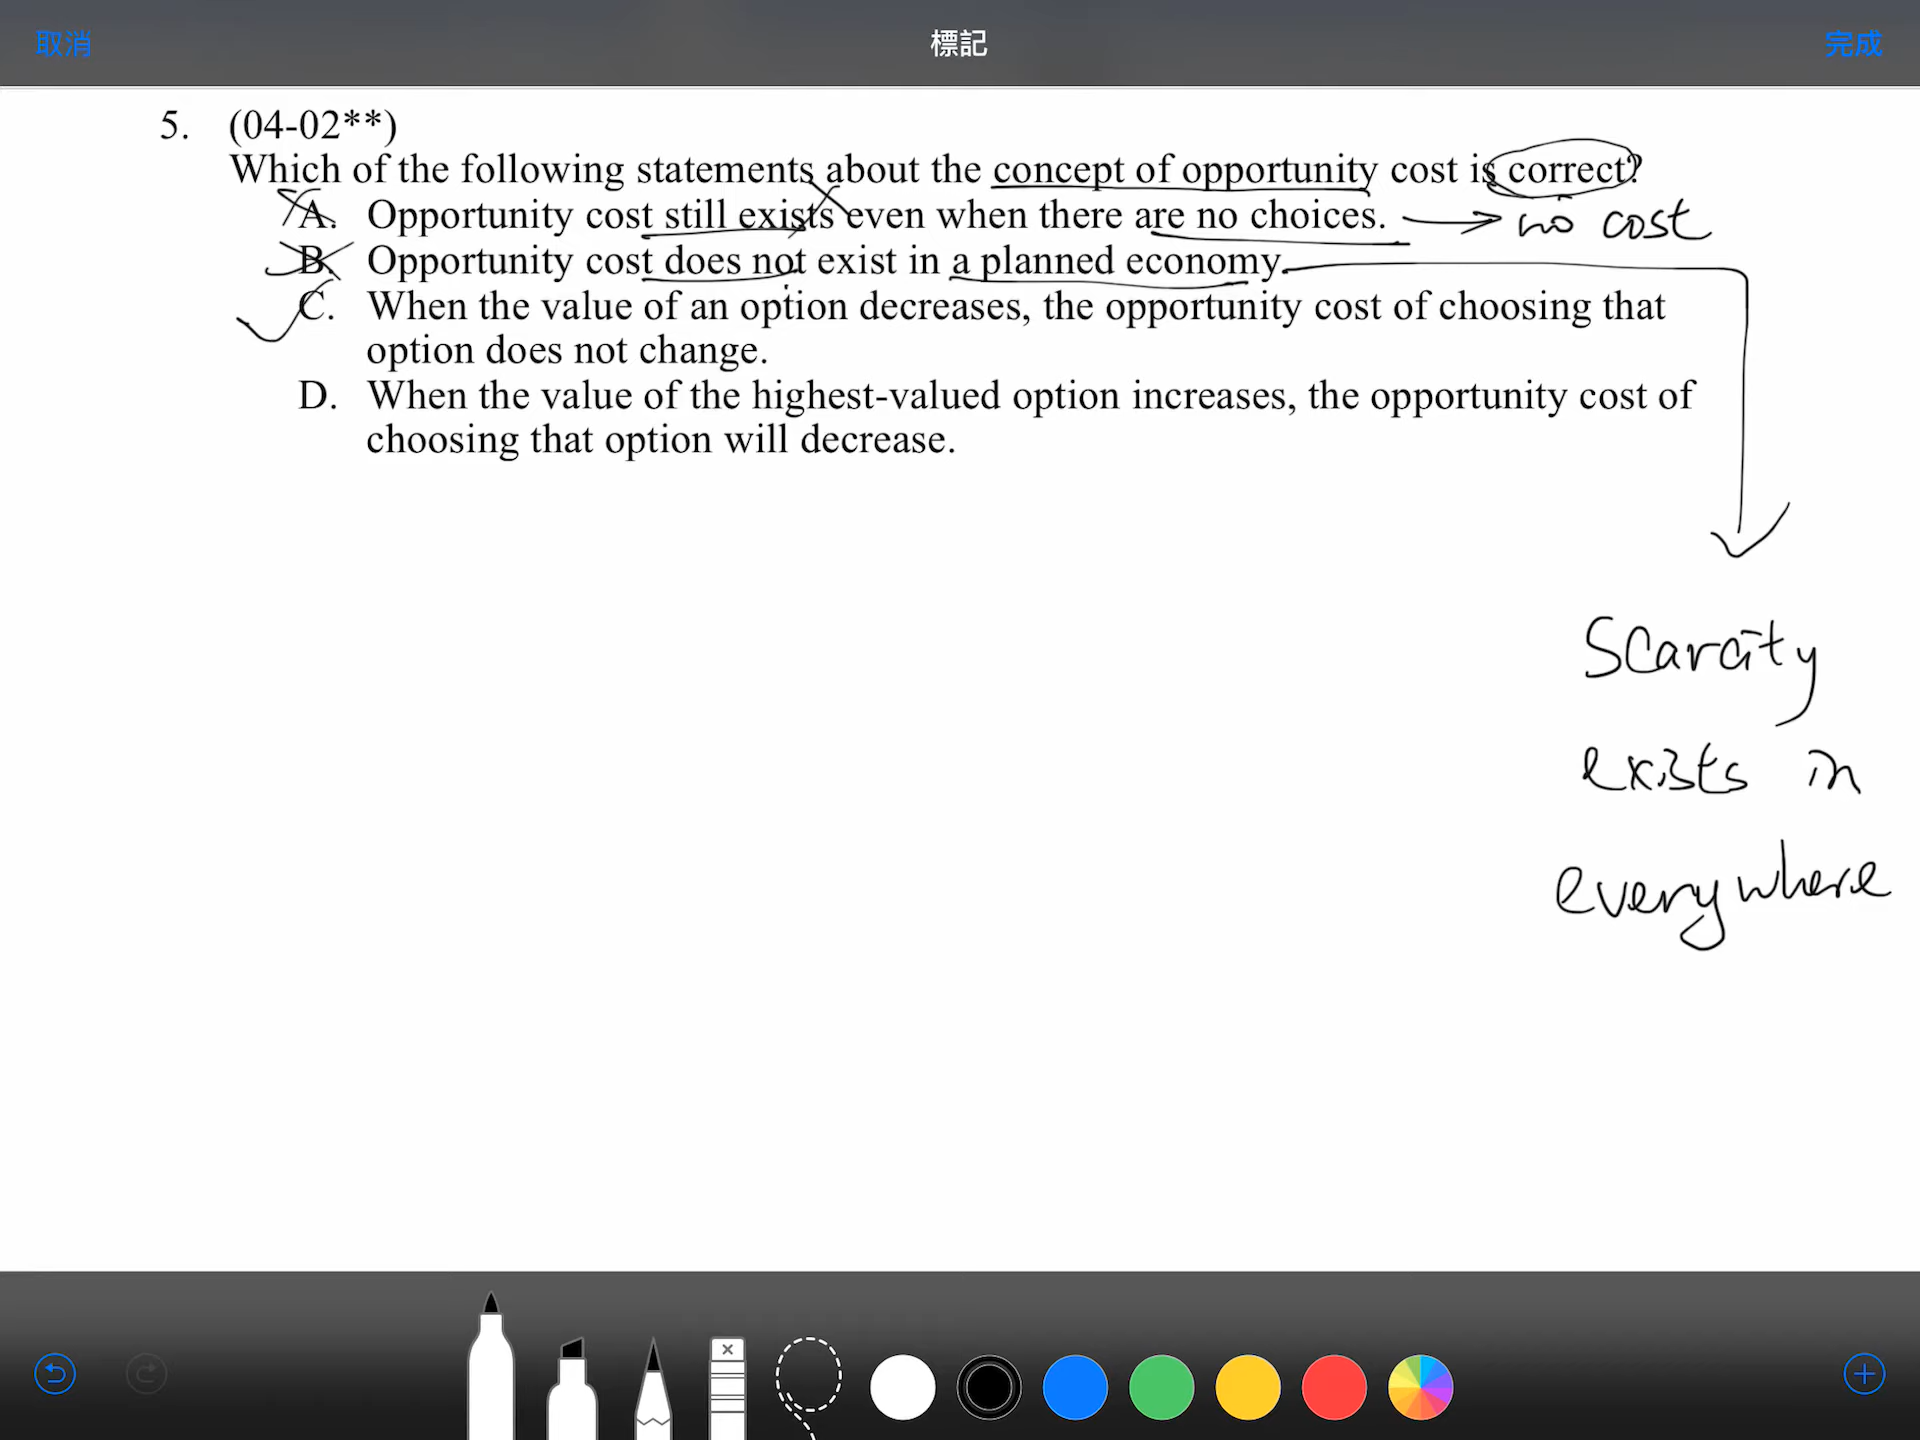 取消 標記 完成
5. (04-02**)
Which of the following statements about the concept of opportunity cost is correct?
A. Opportunity cost still exists even when there are no choices. → no cost
B. Opportunity cost does not exist in a planned economy.
C. When the value of an option decreases, the opportunity cost of choosing that
option does not change.
D. When the value of the highest-valued option increases, the opportunity cost of
choosing that option will decrease.
Scarcity
exists in
everywhere